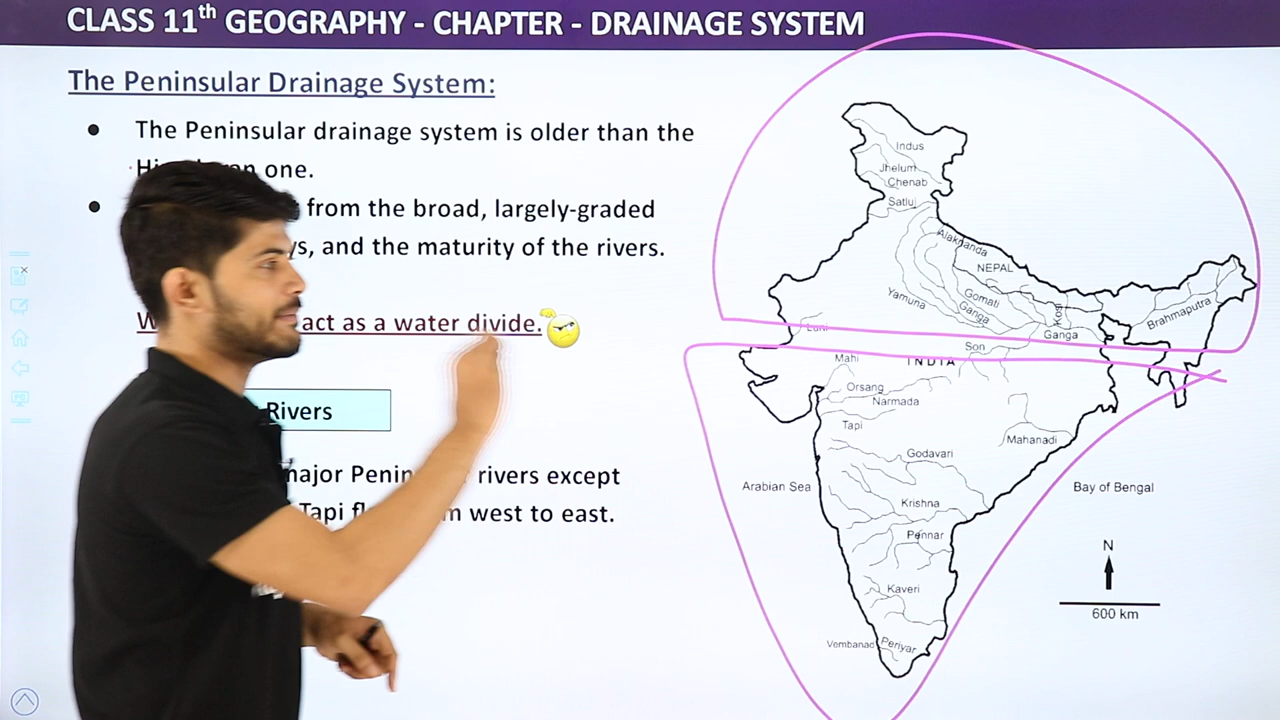 CLASS 11th GEOGRAPHY - CHAPTER - DRAINAGE SYSTEM
The Peninsular Drainage System:
● The Peninsular drainage system is older than the
one.
● from the broad, largely-graded
and the maturity of the rivers.
act as a water divide.
Rivers
major rivers except
Tapi west to east.
Indus
Jhelum
Chenab
Satluj
Alaknanda
NEPAL
Yamuna
Gomati
Ganga
Kosi
Brahmaputra
Luni
Ganga
Son
Mahi
INDIA
Orsang
Narmada
Tapi
Mahanadi
Godavari
Arabian Sea
Bay of Bengal
Krishna
Pennar
N
Kaveri
600 km
Vembanad
Periyar